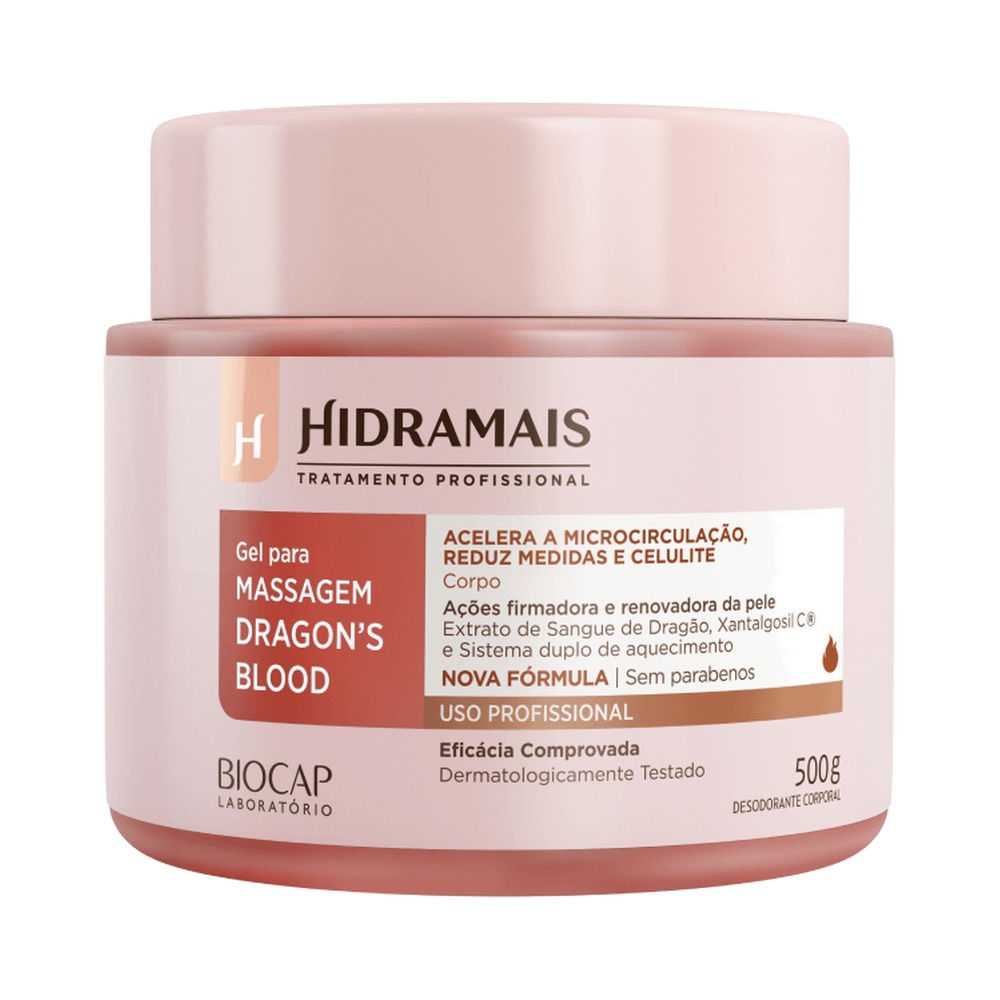 H
HIDRAMAIS
TRATAMENTO PROFISSIONAL
Gel para
MASSAGEM
DRAGON'S
BLOOD
ACELERA A MICROCIRCULAÇÃO,
REDUZ MEDIDAS E CELULITE
Corpo
Ações firmadora e renovadora da pele
Extrato de Sangue de Dragão, Xantalgosil C®
e Sistema duplo de aquecimento
NOVA FÓRMULA | Sem parabenos
USO PROFISSIONAL
Eficácia Comprovada
Dermatologicamente Testado
BIOCAP
LABORATÓRIO
500g
DESODORANTE CORPORAL